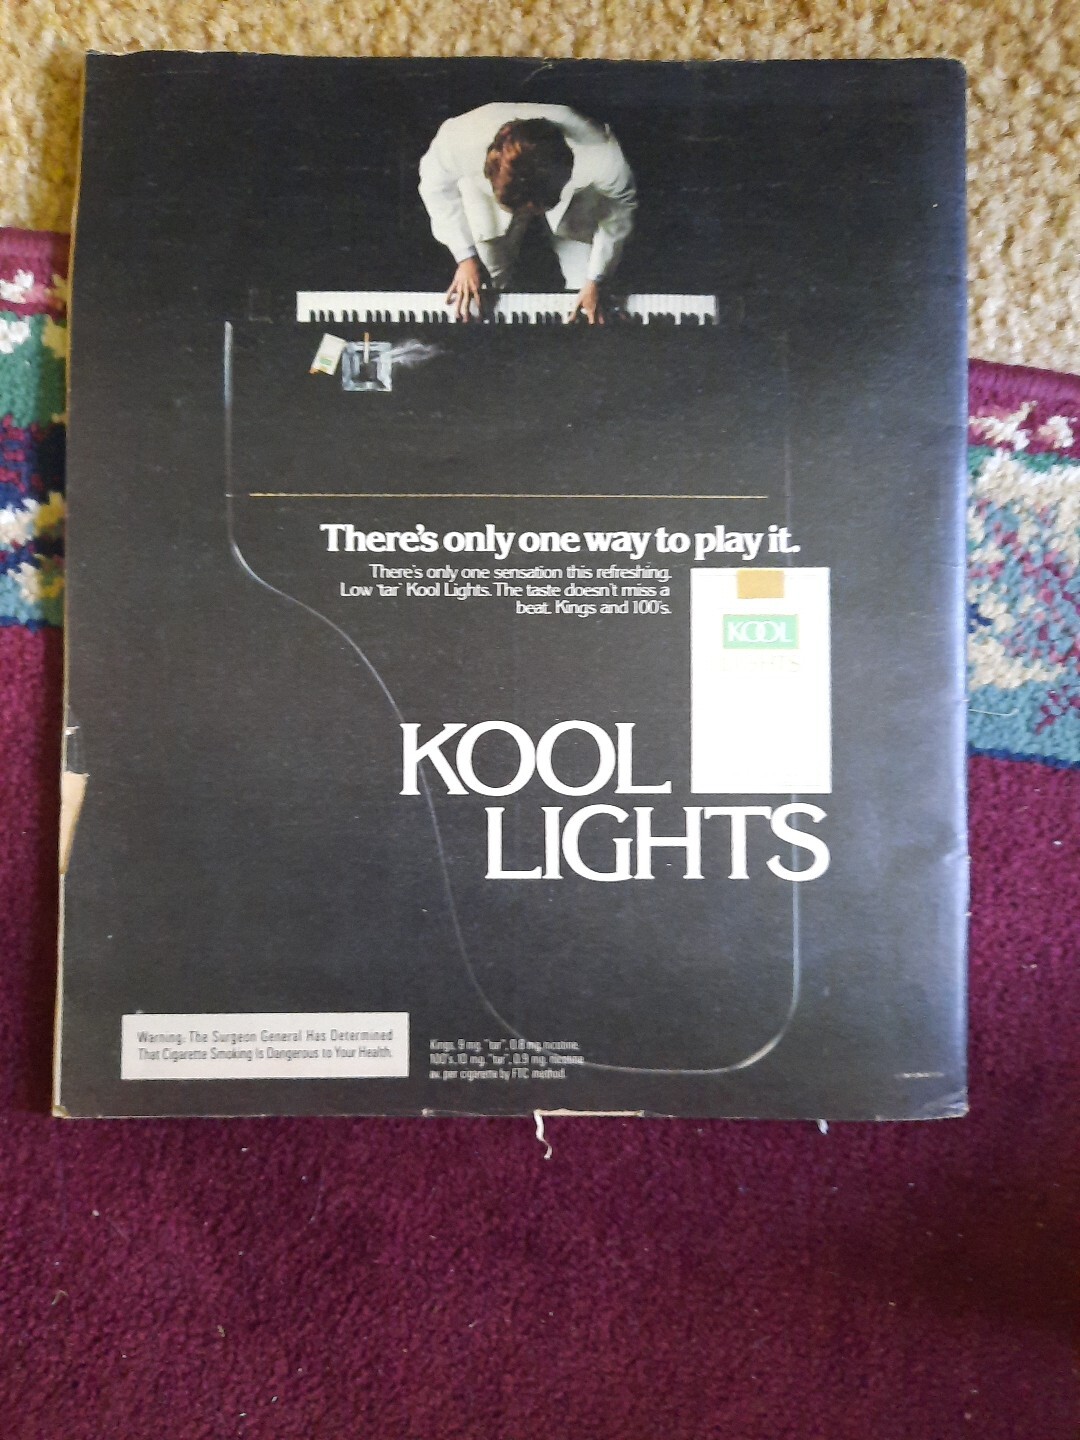 There's only one way to play it.
There's only one sensation this refreshing.
Low 'tar' Kool Lights. The taste doesn't miss a
beat. Kings and 100's.
KOOL
LIGHTS
KOOL
LIGHTS
Warning: The Surgeon General Has Determined
That Cigarette Smoking Is Dangerous to Your Health.
Kings, 9 mg. "tar", 0.8 mg. nicotine,
100's, 10 mg. "tar", 0.9 mg. nicotine
av. per cigarette by FTC method.